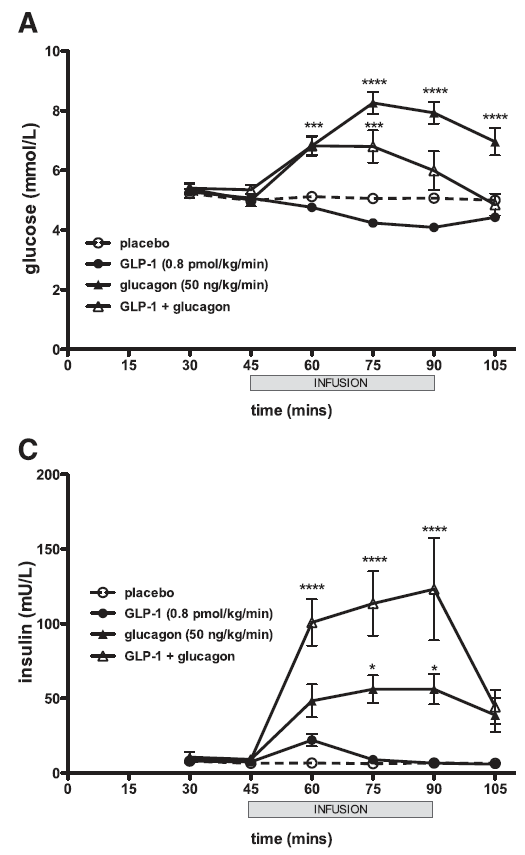 A
10
8
6
4
2
0
glucose (mmol/L)
****
****
****
***
***
placebo
GLP-1 (0.8 pmol/kg/min)
glucagon (50 ng/kg/min)
GLP-1 + glucagon
0 15 30 45 60 75 90 105
INFUSION
time (mins)
C
200
150
100
50
0
insulin (mU/L)
****
****
****
*
*
placebo
GLP-1 (0.8 pmol/kg/min)
glucagon (50 ng/kg/min)
GLP-1 + glucagon
0 15 30 45 60 75 90 105
INFUSION
time (mins)